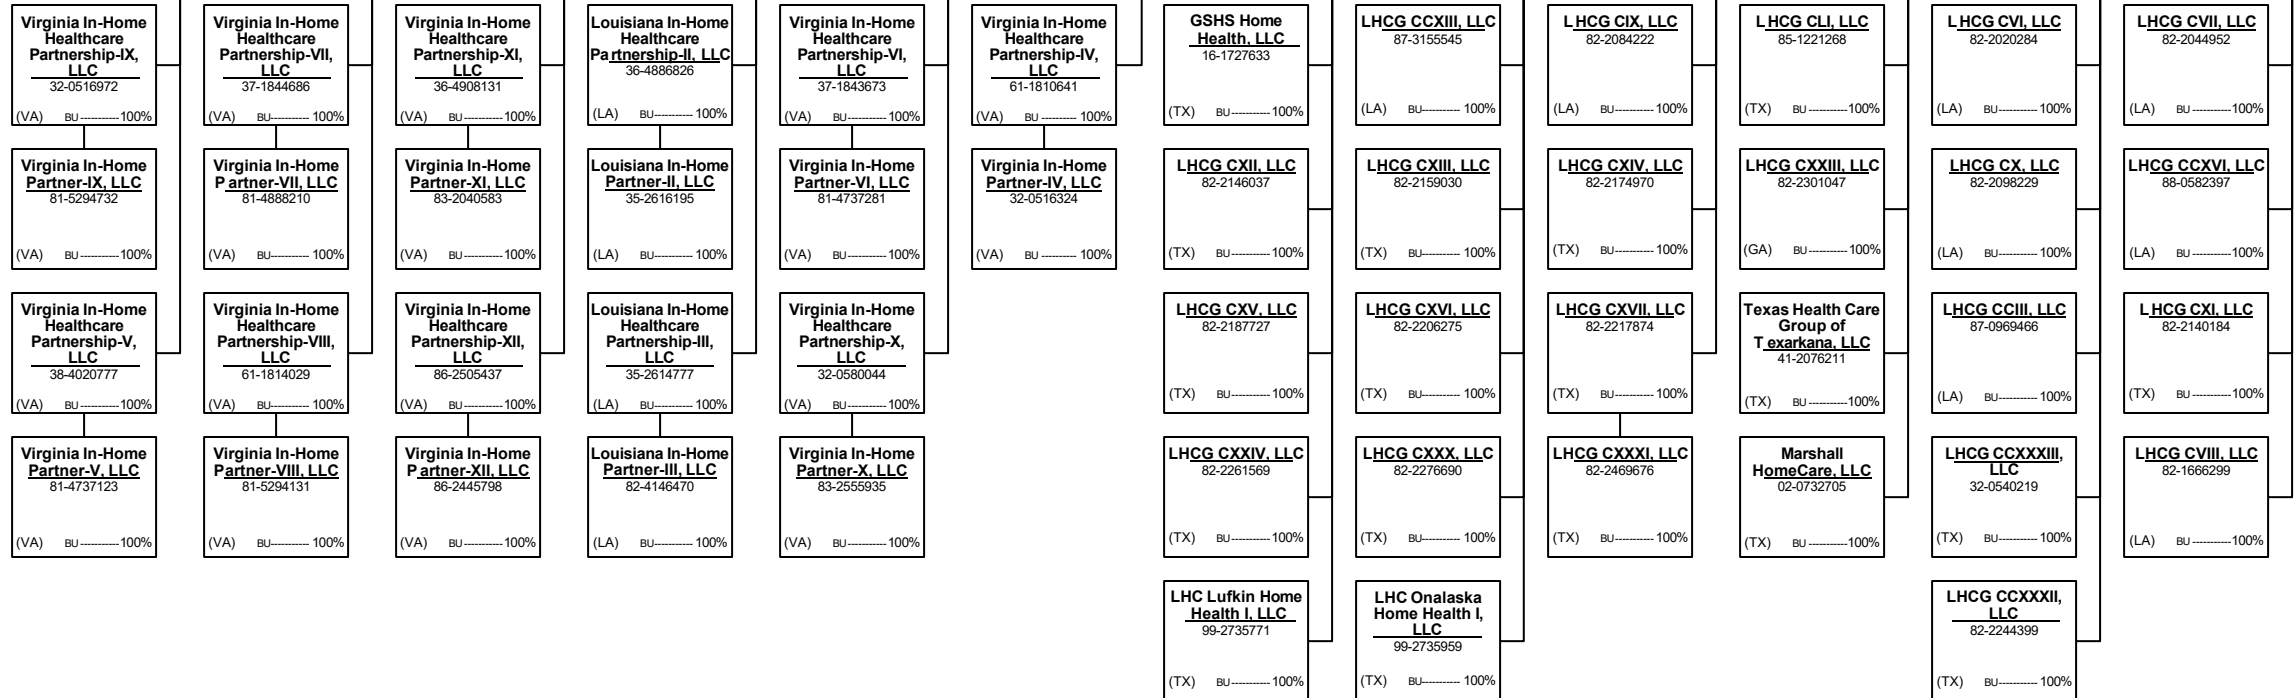 Virginia In-Home
Healthcare
Partnership-IX,
LLC
32-0516972
(VA) BU-----------100%
Virginia In-Home
Healthcare
Partnership-VII,
LLC
37-1844686
(VA) BU----------- 100%
Virginia In-Home
Healthcare
Partnership-XI,
LLC
36-4908131
(VA) BU-----------100%
Louisiana In-Home
Healthcare
Partnership-II, LLC
36-4886826
(LA) BU----------- 100%
Virginia In-Home
Healthcare
Partnership-VI,
LLC
37-1843673
(VA) BU-----------100%
Virginia In-Home
Healthcare
Partnership-IV,
LLC
61-1810641
(VA) BU ---------- 100%
GSHS Home
Health, LLC
16-1727633
(TX) BU----------- 100%
LHCG CCXIII, LLC
87-3155545
(LA) BU----------- 100%
LHCG CIX, LLC
82-2084222
(LA) BU----------- 100%
LHCG CLI, LLC
85-1221268
(TX) BU -----------100%
LHCG CVI, LLC
82-2020284
(LA) BU----------- 100%
LHCG CVII, LLC
82-2044952
(LA) BU -----------100%
Virginia In-Home
Partner-IX, LLC
81-5294732
(VA) BU-----------100%
Virginia In-Home
Partner-VII, LLC
81-4888210
(VA) BU----------- 100%
Virginia In-Home
Partner-XI, LLC
83-2040583
(VA) BU-----------100%
Louisiana In-Home
Partner-II, LLC
35-2616195
(LA) BU----------- 100%
Virginia In-Home
Partner-VI, LLC
81-4737281
(VA) BU-----------100%
Virginia In-Home
Partner-IV, LLC
32-0516324
(VA) BU ---------- 100%
LHCG CXII, LLC
82-2146037
(TX) BU----------- 100%
LHCG CXIII, LLC
82-2159030
(TX) BU----------- 100%
LHCG CXIV, LLC
82-2174970
(TX) BU----------- 100%
LHCG CXXIII, LLC
82-2301047
(GA) BU -----------100%
LHCG CX, LLC
82-2098229
(LA) BU----------- 100%
LHCG CCXVI, LLC
88-0582397
(LA) BU -----------100%
Virginia In-Home
Healthcare
Partnership-V,
LLC
38-4020777
(VA) BU-----------100%
Virginia In-Home
Healthcare
Partnership-VIII,
LLC
61-1814029
(VA) BU----------- 100%
Virginia In-Home
Healthcare
Partnership-XII,
LLC
86-2505437
(VA) BU-----------100%
Louisiana In-Home
Healthcare
Partnership-III,
LLC
35-2614777
(LA) BU----------- 100%
Virginia In-Home
Healthcare
Partnership-X,
LLC
32-0580044
(VA) BU-----------100%
LHCG CXV, LLC
82-2187727
(TX) BU----------- 100%
LHCG CXVI, LLC
82-2206275
(TX) BU----------- 100%
LHCG CXVII, LLC
82-2217874
(TX) BU----------- 100%
Texas Health Care
Group of
Texarkana, LLC
41-2076211
(TX) BU -----------100%
LHCG CCIII, LLC
87-0969466
(LA) BU----------- 100%
LHCG CXI, LLC
82-2140184
(TX) BU -----------100%
Virginia In-Home
Partner-V, LLC
81-4737123
(VA) BU-----------100%
Virginia In-Home
Partner-VIII, LLC
81-5294131
(VA) BU----------- 100%
Virginia In-Home
Partner-XII, LLC
86-2445798
(VA) BU-----------100%
Louisiana In-Home
Partner-III, LLC
82-4146470
(LA) BU----------- 100%
Virginia In-Home
Partner-X, LLC
83-2555935
(VA) BU-----------100%
LHCG CXXIV, LLC
82-2261569
(TX) BU----------- 100%
LHCG CXXX, LLC
82-2276690
(TX) BU----------- 100%
LHCG CXXXI, LLC
82-2469676
(TX) BU----------- 100%
Marshall
HomeCare, LLC
02-0732705
(TX) BU -----------100%
LHCG CCXXXIII,
LLC
32-0540219
(TX) BU----------- 100%
LHCG CVIII, LLC
82-1666299
(LA) BU -----------100%
LHC Lufkin Home
Health I, LLC
99-2735771
(TX) BU----------- 100%
LHC Onalaska
Home Health I,
LLC
99-2735959
(TX) BU----------- 100%
LHCG CCXXXII,
LLC
82-2244399
(TX) BU----------- 100%